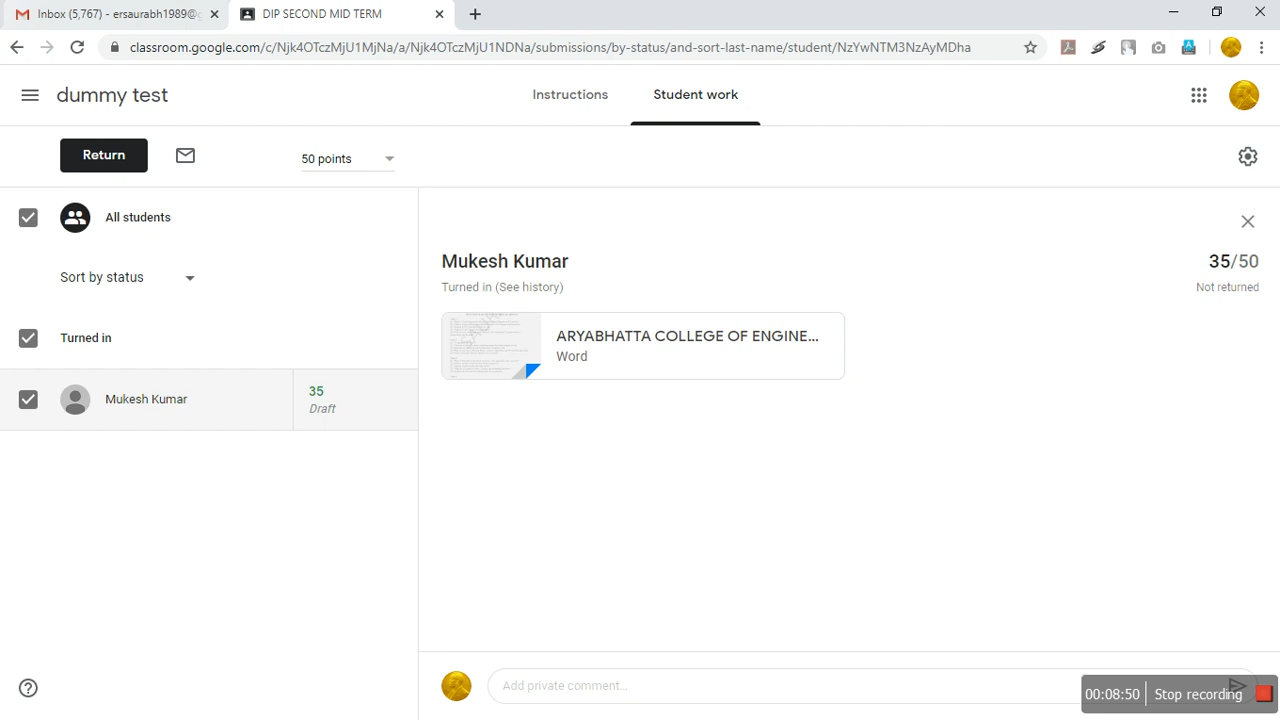 Inbox (5,767) - ersaurabh1989@g
DIP SECOND MID TERM
classroom.google.com/c/Njk4OTczMjU1MjNa/a/Njk4OTczMjU1NDNa/submissions/by-status/and-sort-last-name/student/NzYwNTM3NzAyMDha
dummy test
Instructions
Student work
Return
50 points
All students
Sort by status
Turned in
Mukesh Kumar
35
Draft
Mukesh Kumar
35/50
Turned in (See history)
Not returned
ARYABHATTA COLLEGE OF ENGINE...
Word
Add private comment...
00:08:50
Stop recording